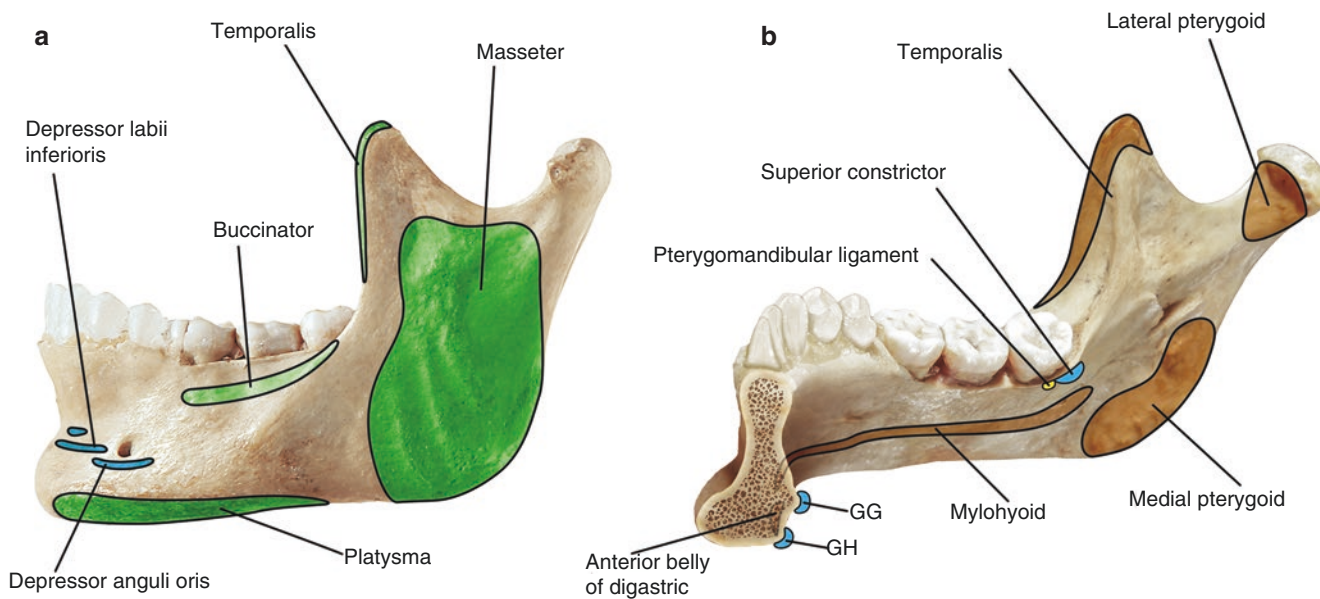 a
Temporalis
Masseter
Depressor labii
inferioris
Buccinator
Platysma
Depressor anguli oris
b
Lateral pterygoid
Temporalis
Superior constrictor
Pterygomandibular ligament
GG
GH
Mylohyoid
Medial pterygoid
Anterior belly
of digastric